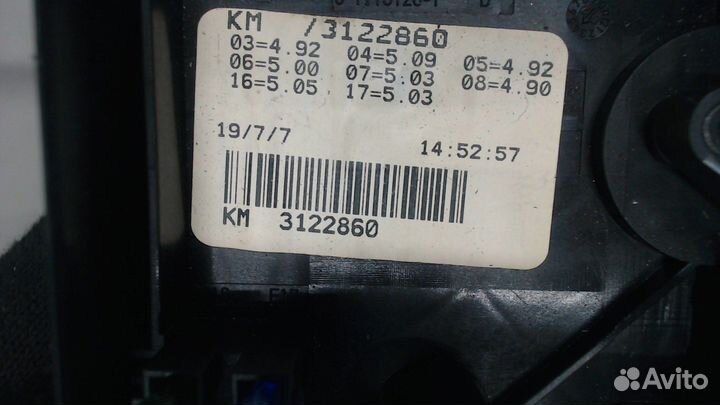 KM /3122860
03=4.92 04=5.09 05=4.92
06=5.00 07=5.03 08=4.90
16=5.05 17=5.03
19/7/7 14:52:57
KM 3122860
Avito